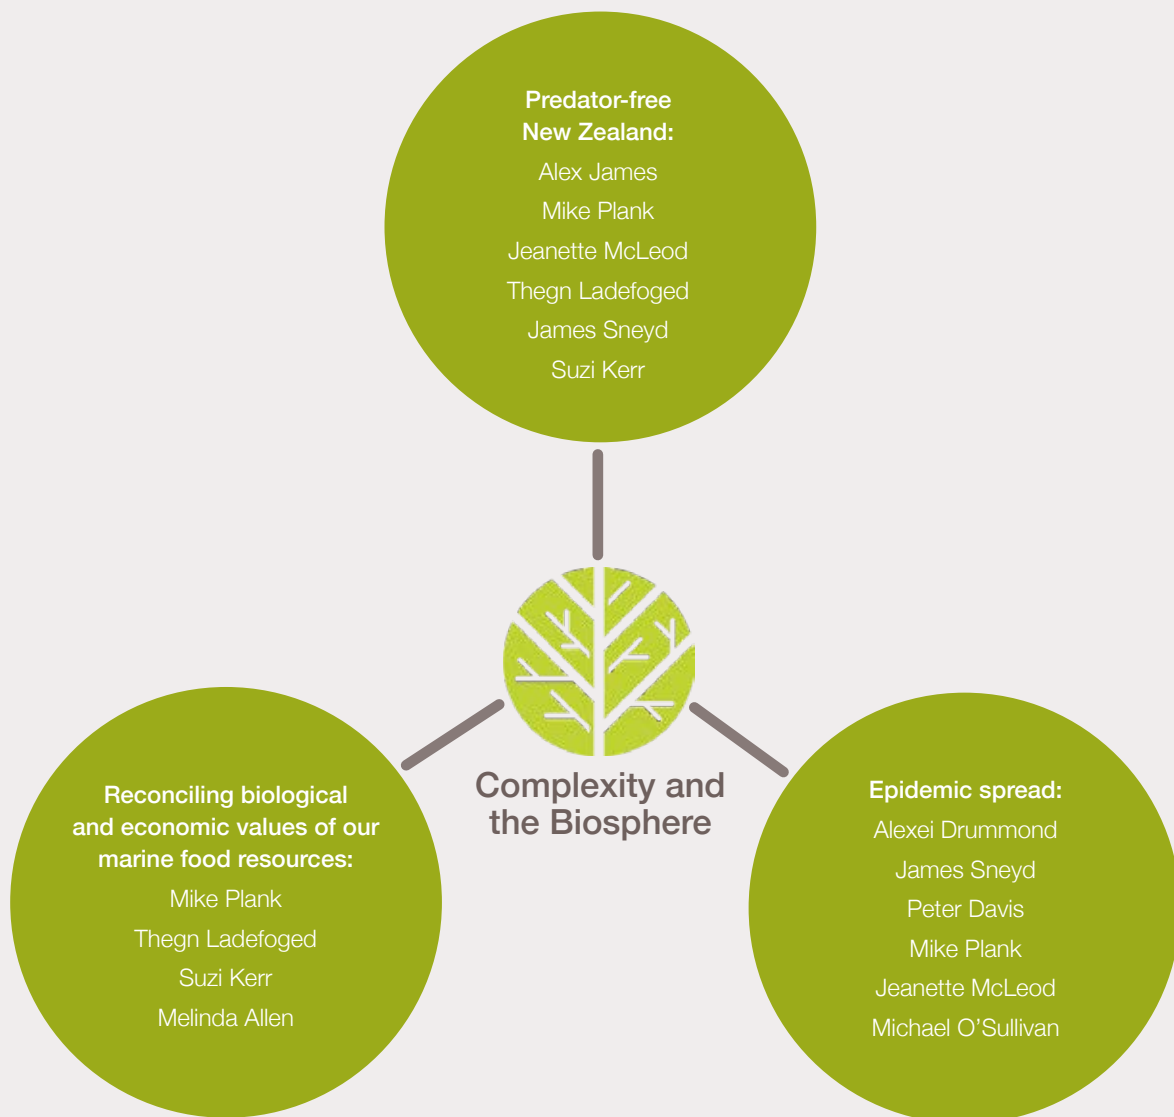 Predator-free
New Zealand:
Alex James
Mike Plank
Jeanette McLeod
Thegn Ladefoged
James Sneyd
Suzi Kerr
Complexity and
the Biosphere
Reconciling biological
and economic values of our
marine food resources:
Mike Plank
Thegn Ladefoged
Suzi Kerr
Melinda Allen
Epidemic spread:
Alexei Drummond
James Sneyd
Peter Davis
Mike Plank
Jeanette McLeod
Michael O’Sullivan